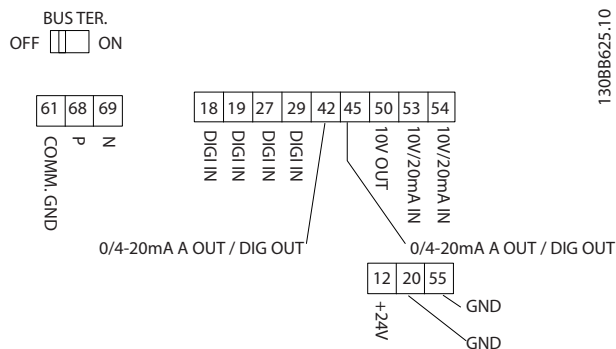 BUS TER.
OFF ON
130BB625.10
61 68 69
COMM. GND
P
N
18 19 27 29 42 45 50 53 54
DIGI IN
DIGI IN
DIGI IN
DIGI IN
10V OUT
10V/20mA IN
10V/20mA IN
0/4-20mA A OUT / DIG OUT
0/4-20mA A OUT / DIG OUT
12 20 55
+24V
GND
GND